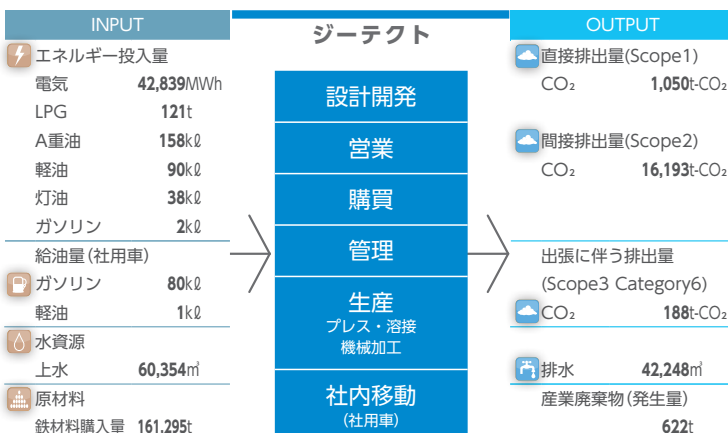 INPUT
エネルギー投入量
電気 42,839MWh
LPG 121t
A重油 158kℓ
軽油 90kℓ
灯油 38kℓ
ガソリン 2kℓ
給油量(社用車)
ガソリン 80kℓ
軽油 1kℓ
水資源
上水 60,354㎥
原材料
鉄材料購入量 161,295t
ジーテクト
設計開発
営業
購買
管理
生産
プレス・溶接
機械加工
社内移動
(社用車)
OUTPUT
直接排出量(Scope1)
CO₂ 1,050t-CO₂
間接排出量(Scope2)
CO₂ 16,193t-CO₂
出張に伴う排出量
(Scope3 Category6)
CO₂ 188t-CO₂
排水 42,248㎥
産業廃棄物(発生量)
622t